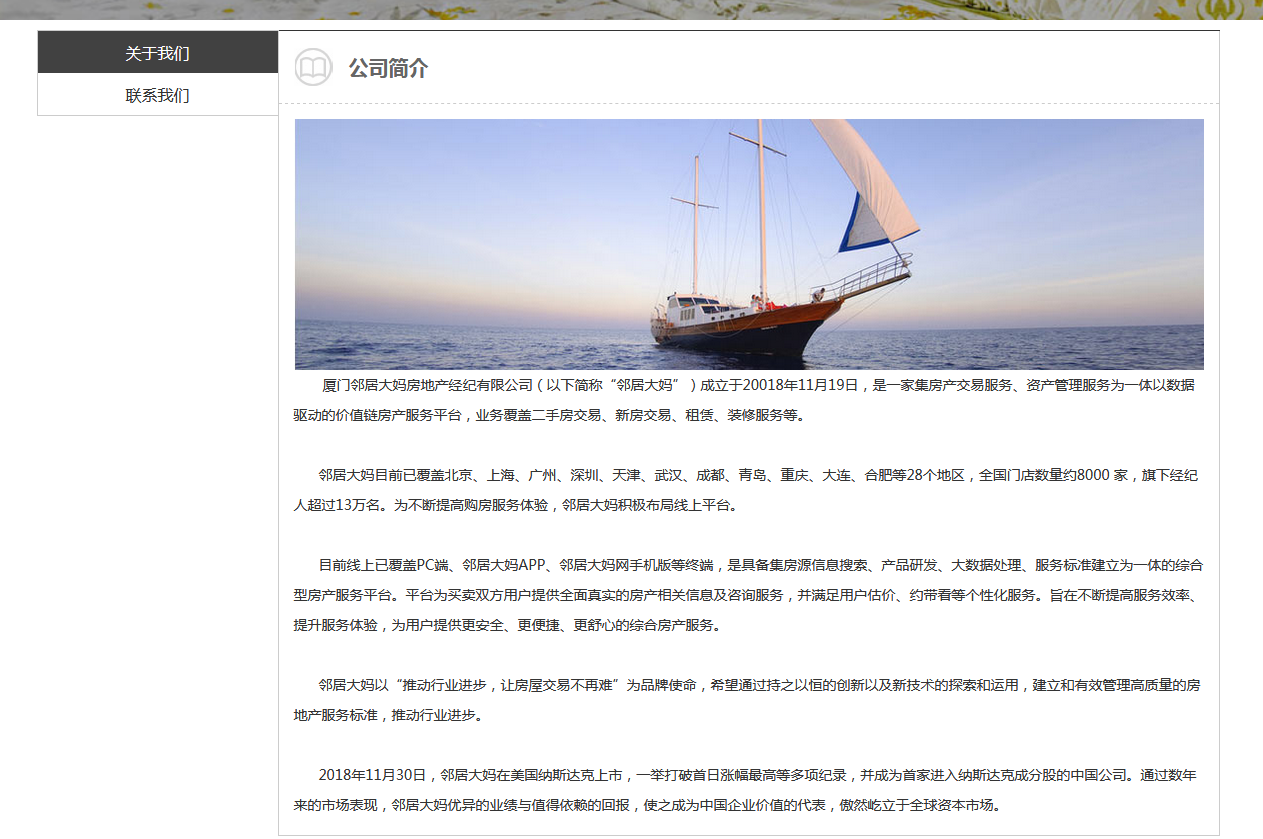 关于我们
联系我们
公司简介
厦门邻居大妈房地产经纪有限公司（以下简称“邻居大妈”）成立于20018年11月19日，是一家集房产交易服务、资产管理服务为一体以数据
驱动的价值链房产服务平台，业务覆盖二手房交易、新房交易、租赁、装修服务等。
邻居大妈目前已覆盖北京、上海、广州、深圳、天津、武汉、成都、青岛、重庆、大连、合肥等28个地区，全国门店数量约8000 家，旗下经纪
人超过13万名。为不断提高购房服务体验，邻居大妈积极布局线上平台。
目前线上已覆盖PC端、邻居大妈APP、邻居大妈网手机版等终端，是具备集房源信息搜索、产品研发、大数据处理、服务标准建立为一体的综合
型房产服务平台。平台为买卖双方用户提供全面真实的房产相关信息及咨询服务，并满足用户估价、约带看等个性化服务。旨在不断提高服务效率、
提升服务体验，为用户提供更安全、更便捷、更舒心的综合房产服务。
邻居大妈以“推动行业进步，让房屋交易不再难”为品牌使命，希望通过持之以恒的创新以及新技术的探索和运用，建立和有效管理高质量的房
地产服务标准，推动行业进步。
2018年11月30日，邻居大妈在美国纳斯达克上市，一举打破首日涨幅最高等多项纪录，并成为首家进入纳斯达克成分股的中国公司。通过数年
来的市场表现，邻居大妈优异的业绩与值得依赖的回报，使之成为中国企业价值的代表，傲然屹立于全球资本市场。